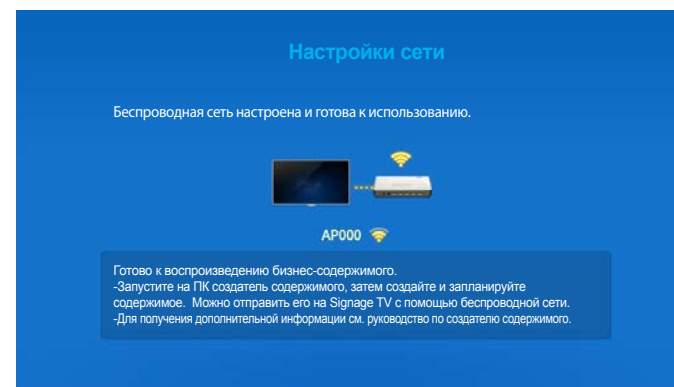 Настройки сети
Беспроводная сеть настроена и готова к использованию.
AP000
Готово к воспроизведению бизнес-содержимого.
-Запустите на ПК создатель содержимого, затем создайте и запланируйте
содержимое. Можно отправить его на Signage TV с помощью беспроводной сети.
-Для получения дополнительной информации см. руководство по создателю содержимого.